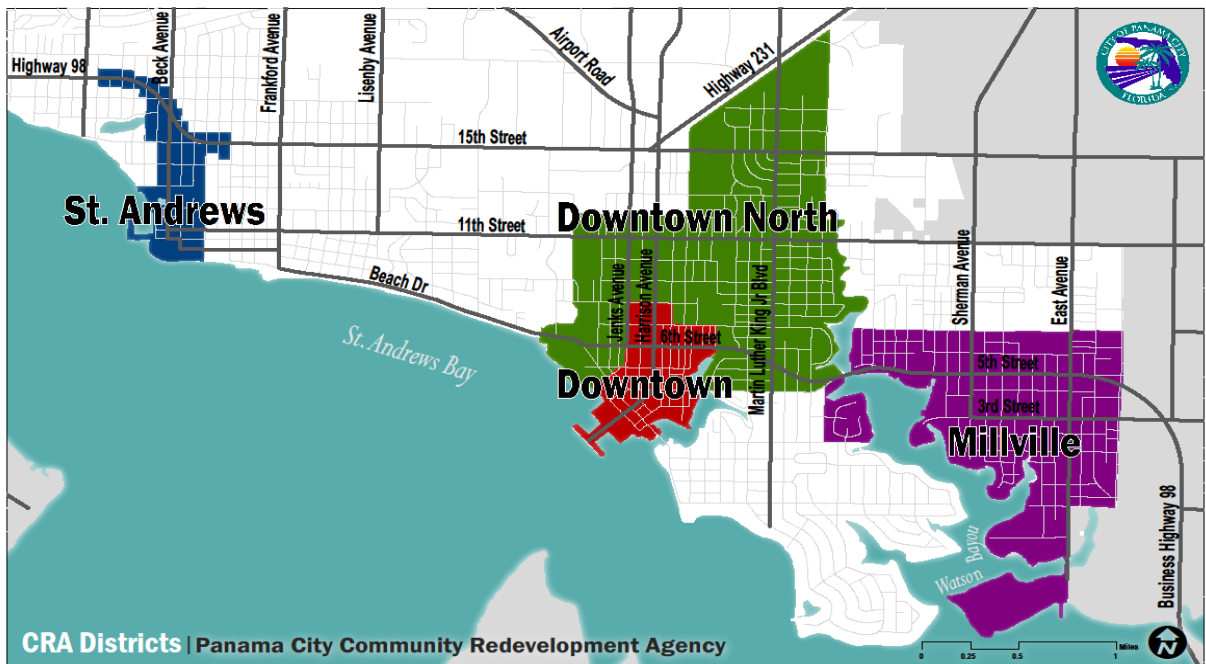 Highway 98
Beck Avenue
Frankford Avenue
Lisenby Avenue
Airport Road
Highway 231
CITY OF PANAMA CITY
FLORIDA
15th Street
St. Andrews
11th Street
Downtown North
Beach Dr
Jenks Avenue
Harrison Avenue
Martin Luther King Jr Blvd
Sherman Avenue
East Avenue
St. Andrews Bay
6th Street
Downtown
5th Street
3rd Street
Millville
Watson Bayou
Business Highway 98
CRA Districts | Panama City Community Redevelopment Agency
0 0.25 0.5 1 Miles
N